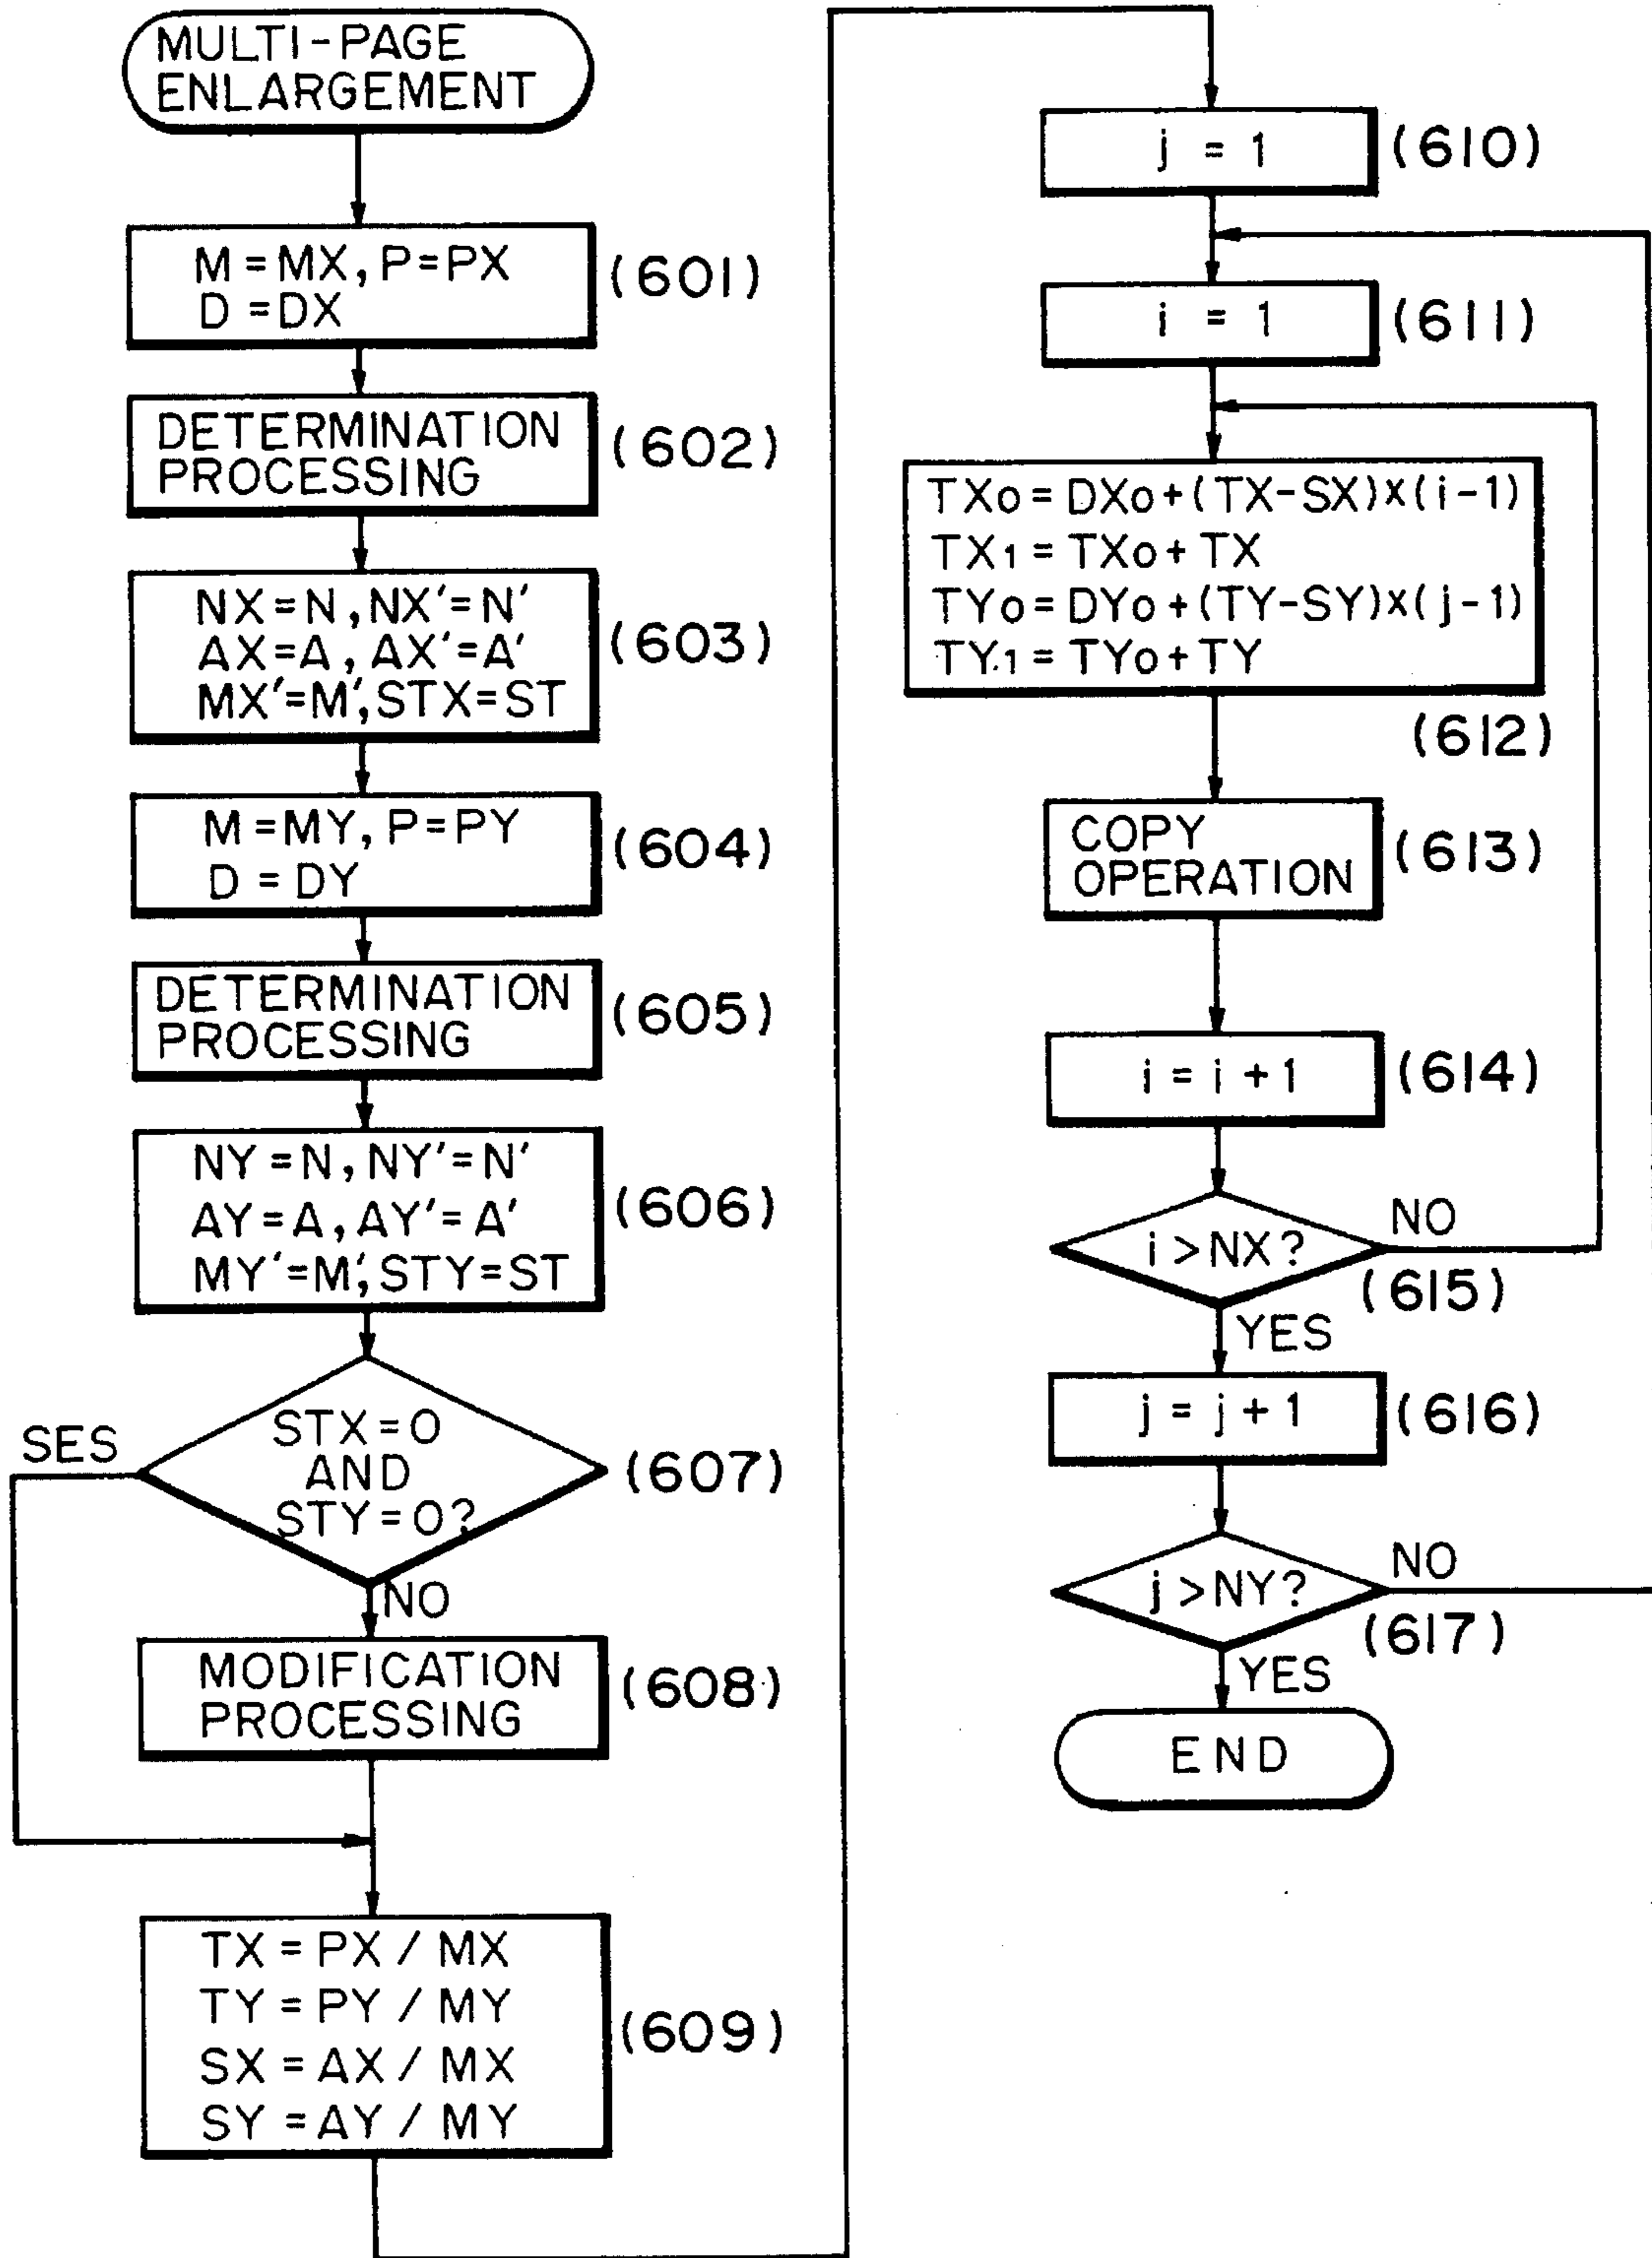 MULTI-PAGE
ENLARGEMENT
M=MX, P=PX
D=DX
(601)
DETERMINATION
PROCESSING
(602)
NX=N, NX'=N'
AX=A, AX'=A'
MX'=M', STX=ST
(603)
M=MY, P=PY
D=DY
(604)
DETERMINATION
PROCESSING
(605)
NY=N, NY'=N'
AY=A, AY'=A'
MY'=M', STY=ST
(606)
SES
STX=0
AND
STY=0?
(607)
NO
MODIFICATION
PROCESSING
(608)
TX=PX/MX
TY=PY/MY
SX=AX/MX
SY=AY/MY
(609)
j = 1
(610)
i = 1
(611)
TXo=DXo+(TX-SX)×(i-1)
TX1=TXo+TX
TYo=DYo+(TY-SY)×(j-1)
TY1=TYo+TY
(612)
COPY
OPERATION
(613)
i = i + 1
(614)
i > NX?
NO
(615)
YES
j = j + 1
(616)
j > NY?
NO
(617)
YES
END